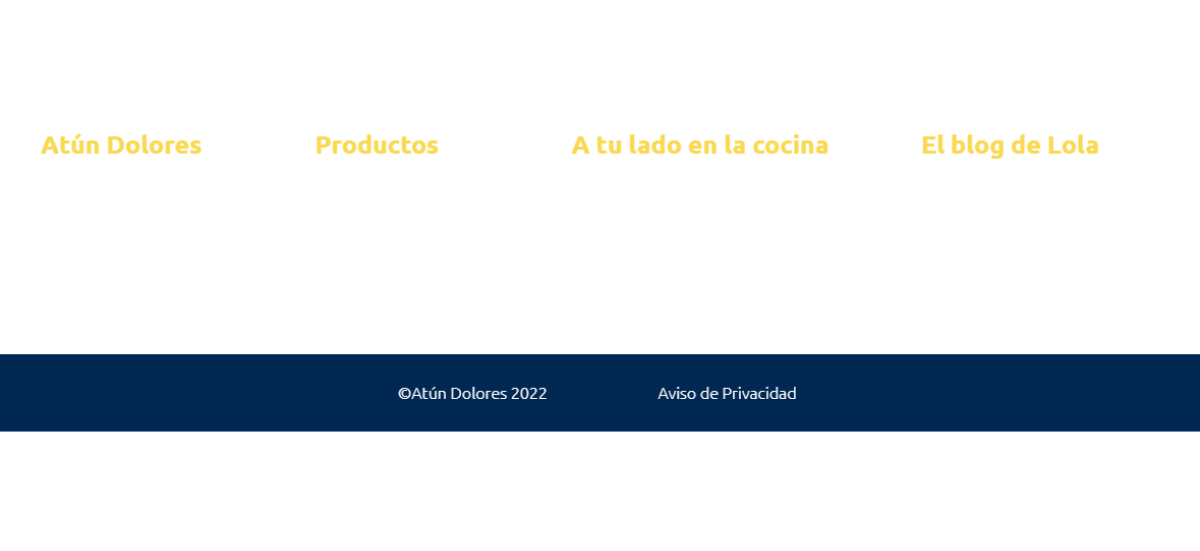 Atún Dolores
Productos
A tu lado en la cocina
El blog de Lola
©Atún Dolores 2022
Aviso de Privacidad